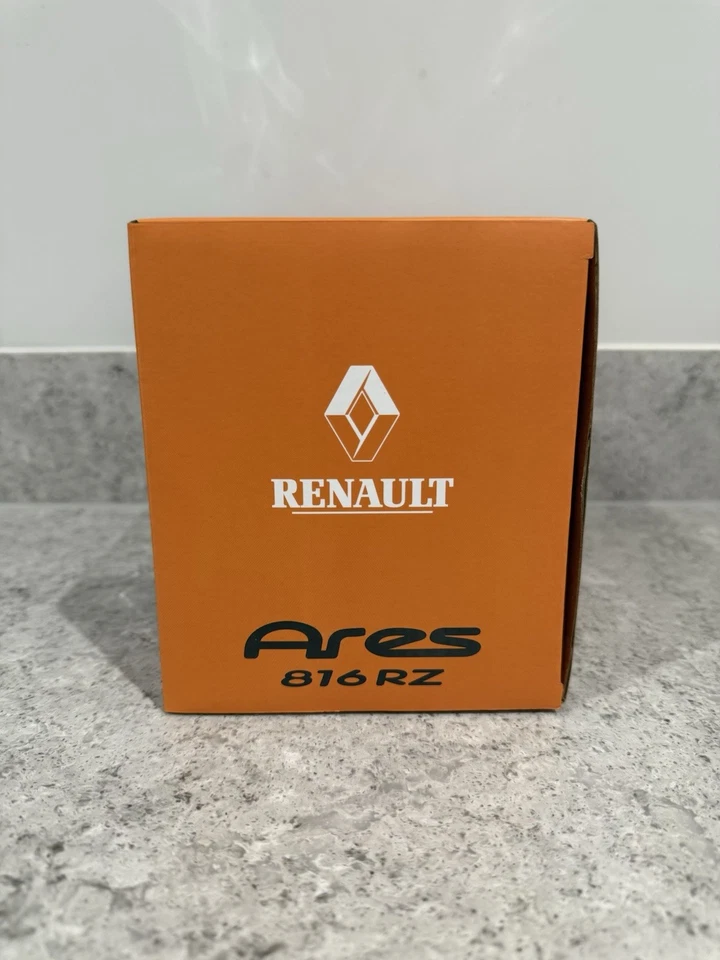 RENAULT
Ares
816 RZ